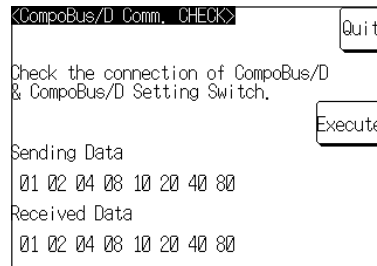 <CompoBus/D Comm. CHECK>
Quit
Check the connection of CompoBus/D
& CompoBus/D Setting Switch.
Execute
Sending Data
01 02 04 08 10 20 40 80
Received Data
01 02 04 08 10 20 40 80